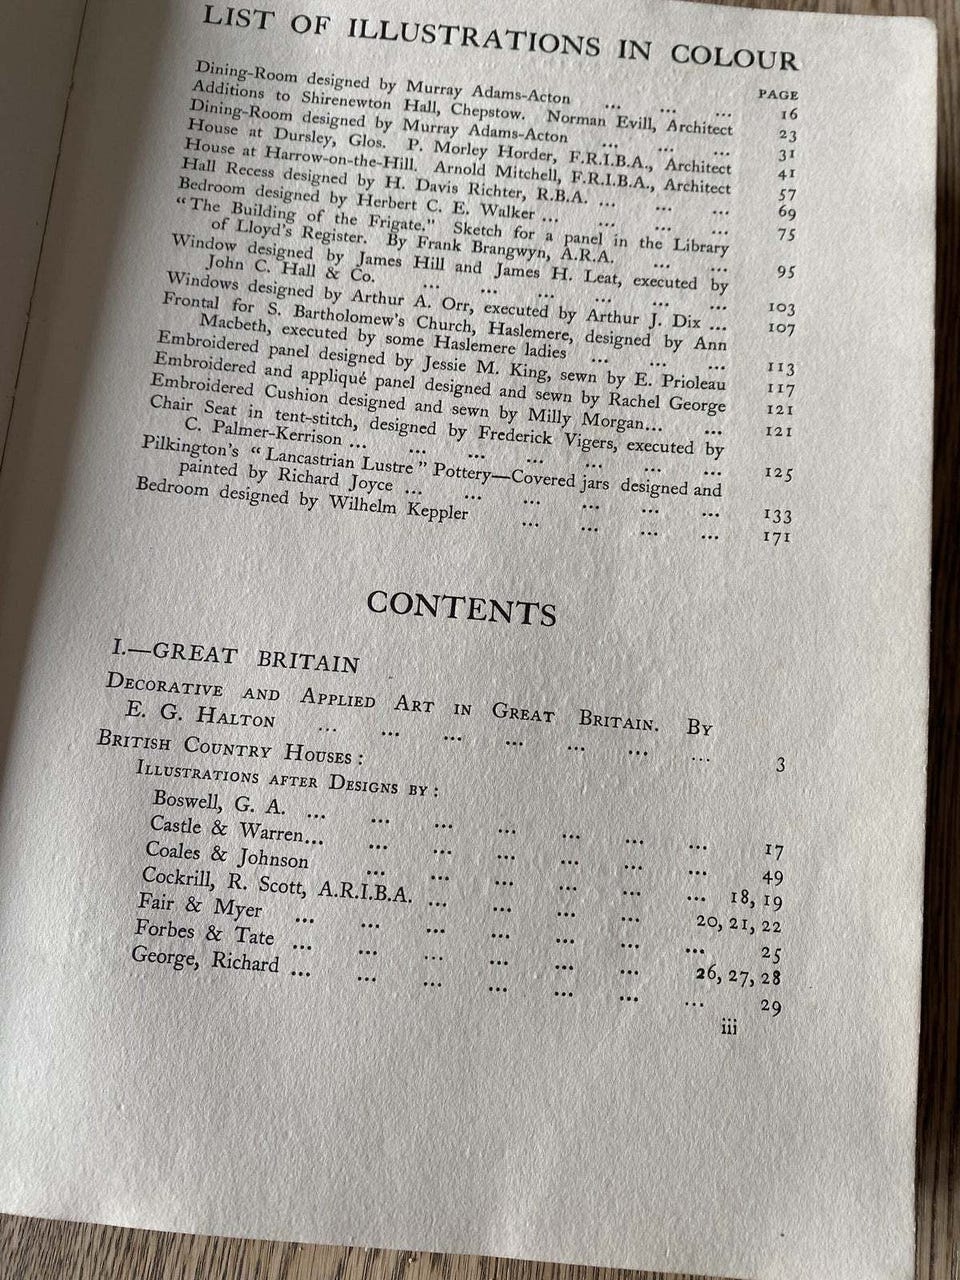 LIST OF ILLUSTRATIONS IN COLOUR
PAGE
Dining-Room designed by Murray Adams-Acton ... ... ... 16
Additions to Shirenewton Hall, Chepstow. Norman Evill, Architect 23
Dining-Room designed by Murray Adams-Acton ... ... ... 31
House at Dursley, Glos. P. Morley Horder, F.R.I.B.A., Architect 41
House at Harrow-on-the-Hill. Arnold Mitchell, F.R.I.B.A., Architect 57
Hall Recess designed by H. Davis Richter, R.B.A. ... ... ... 69
Bedroom designed by Herbert C. E. Walker ... ... ... ... 75
"The Building of the Frigate." Sketch for a panel in the Library
of Lloyd's Register. By Frank Brangwyn, A.R.A. ... ... 95
Window designed by James Hill and James H. Leat, executed by
John C. Hall & Co. ... ... ... ... ... ... 103
Windows designed by Arthur A. Orr, executed by Arthur J. Dix ... 107
Frontal for S. Bartholomew's Church, Haslemere, designed by Ann
Macbeth, executed by some Haslemere ladies ... ... ... 113
Embroidered panel designed by Jessie M. King, sewn by E. Prioleau 117
Embroidered and appliqué panel designed and sewn by Rachel George 121
Embroidered Cushion designed and sewn by Milly Morgan... ... 121
Chair Seat in tent-stitch, designed by Frederick Vigers, executed by
C. Palmer-Kerrison ... ... ... ... ... ... ... 125
Pilkington's "Lancastrian Lustre" Pottery—Covered jars designed and
painted by Richard Joyce ... ... ... ... ... ... 133
Bedroom designed by Wilhelm Keppler ... ... ... ... 171
CONTENTS
I.—GREAT BRITAIN
Decorative and Applied Art in Great Britain. By
E. G. Halton ... ... ... ... ... ... ... 3
British Country Houses:
Illustrations after Designs by:
Boswell, G. A. ... ... ... ... ... ... ... 17
Castle & Warren... ... ... ... ... ... ... 49
Coales & Johnson ... ... ... ... ... ... 18, 19
Cockrill, R. Scott, A.R.I.B.A. ... ... ... ... 20, 21, 22
Fair & Myer ... ... ... ... ... ... ... 25
Forbes & Tate ... ... ... ... ... ... 26, 27, 28
George, Richard ... ... ... ... ... ... ... 29
iii